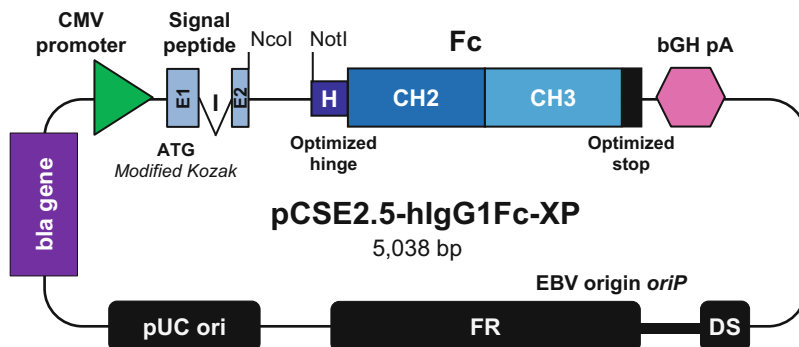 CMV
promoter
Signal
peptide
NcoI
NotI
Fc
bGH pA
E1
I
E2
H
CH2
CH3
ATG
Modified Kozak
Optimized
hinge
Optimized
stop
bla gene
pCSE2.5-hIgG1Fc-XP
5,038 bp
EBV origin oriP
pUC ori
FR
DS